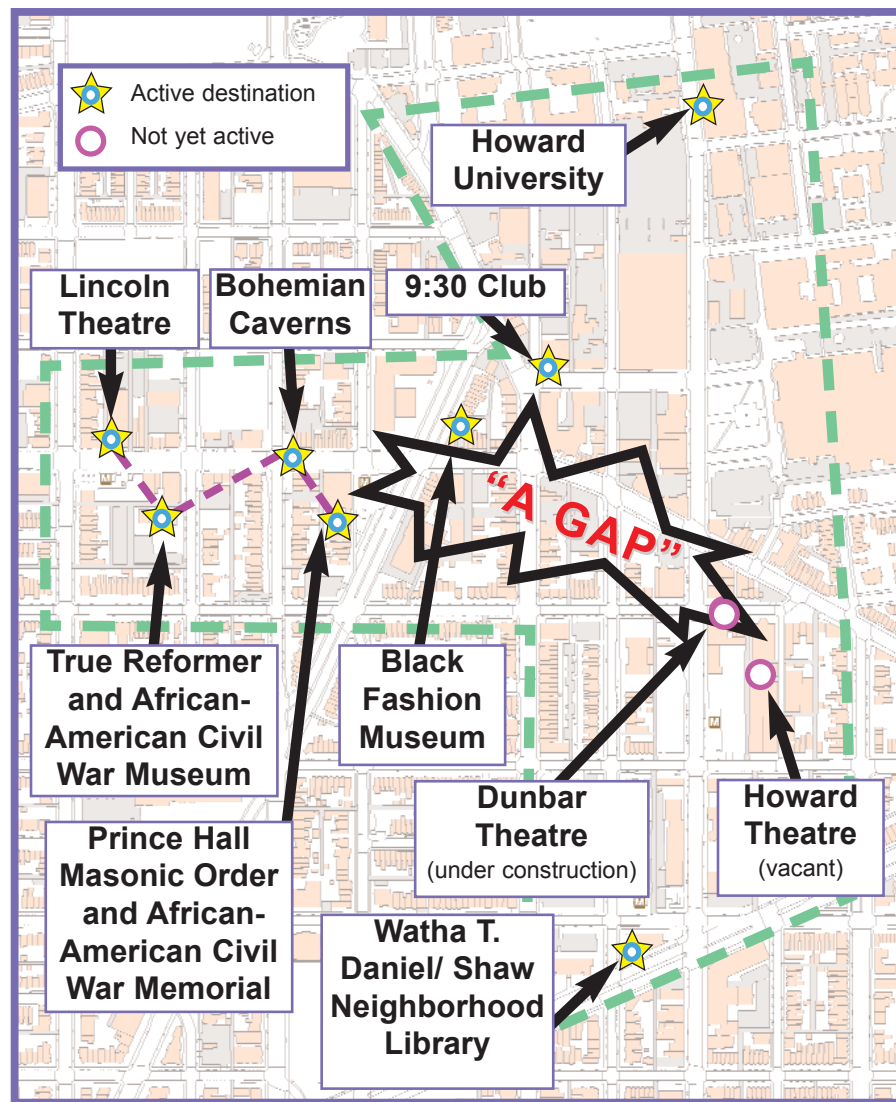 Active destination
Not yet active
Howard
University
Lincoln
Theatre
Bohemian
Caverns
9:30 Club
“A GAP”
M
M
M
True Reformer
and African-
American Civil
War Museum
Black
Fashion
Museum
Prince Hall
Masonic Order
and African-
American Civil
War Memorial
Dunbar
Theatre
(under construction)
Howard
Theatre
(vacant)
Watha T.
Daniel/ Shaw
Neighborhood
Library